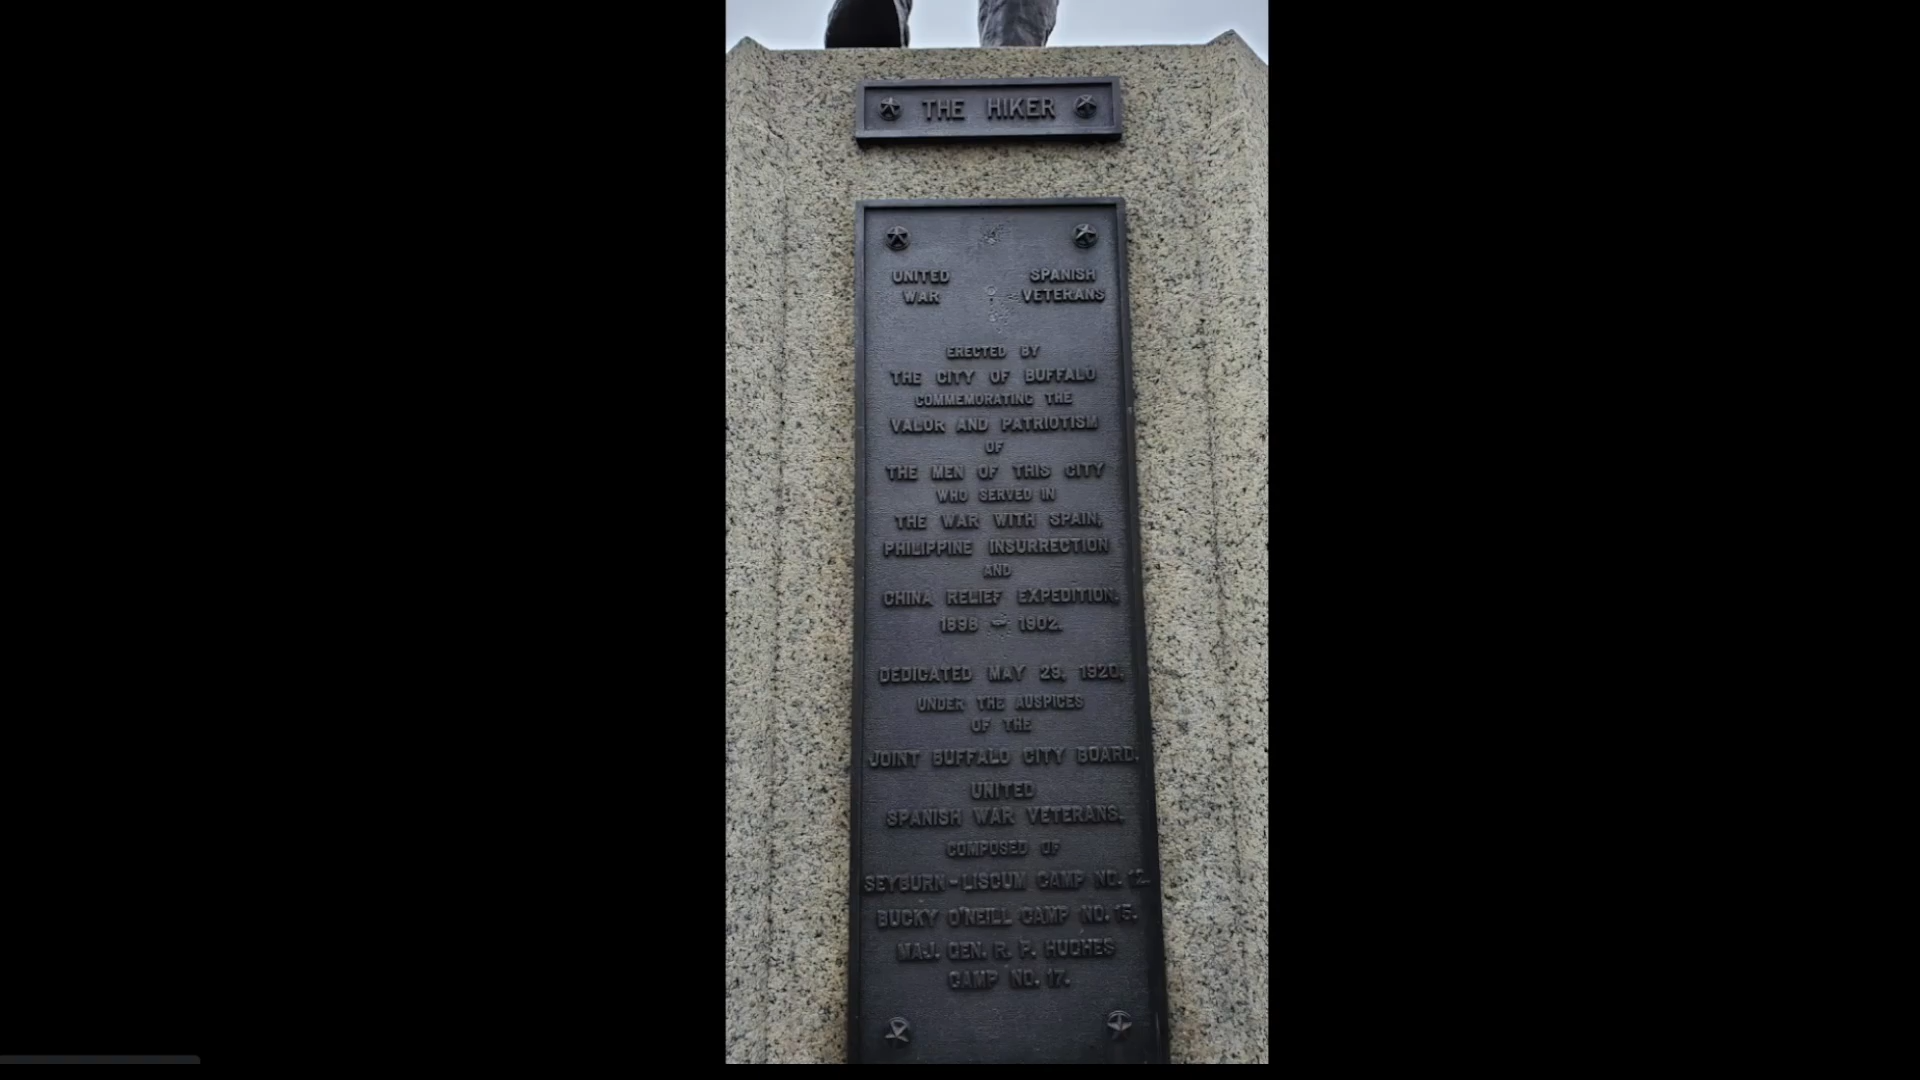 THE HIKER
UNITED SPANISH
WAR VETERANS
ERECTED BY
THE CITY OF BUFFALO
COMMEMORATING THE
VALOR AND PATRIOTISM
OF
THE MEN OF THIS CITY
WHO SERVED IN
THE WAR WITH SPAIN,
PHILIPPINE INSURRECTION
AND
CHINA RELIEF EXPEDITION.
1898 - 1902.
DEDICATED MAY 29, 1920,
UNDER THE AUSPICES
OF THE
JOINT BUFFALO CITY BOARD.
UNITED
SPANISH WAR VETERANS.
COMPOSED OF
SEYBURN-LISCUM CAMP NO. 12.
BUCKY O'NEILL CAMP NO. 15.
MAJ. GEN. R. P. HUGHES
CAMP NO. 17.